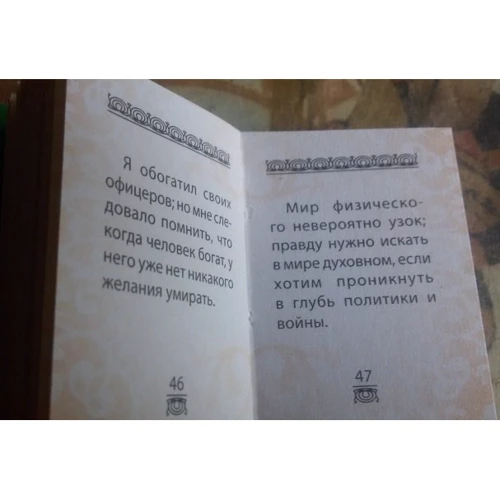 Я обогатил своих
офицеров; но мне сле-
довало помнить, что
когда человек богат, у
него уже нет никакого
желания умирать.
46
Мир физическо-
го невероятно узок;
правду нужно искать
в мире духовном, если
хотим проникнуть
в глубь политики и
войны.
47